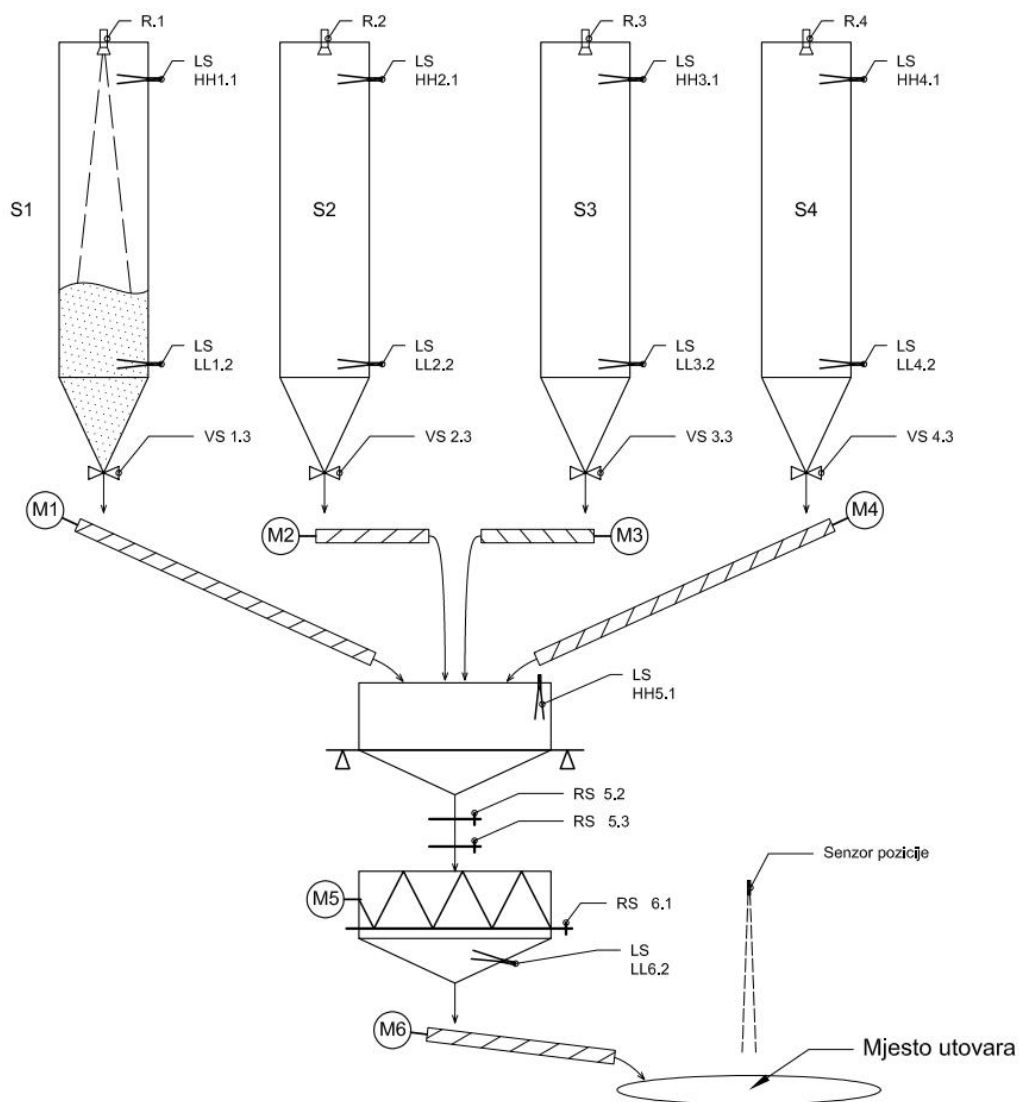 R.1
R.2
R.3
R.4
LS
HH1.1
LS
HH2.1
LS
HH3.1
LS
HH4.1
S1
S2
S3
S4
LS
LL1.2
LS
LL2.2
LS
LL3.2
LS
LL4.2
VS 1.3
VS 2.3
VS 3.3
VS 4.3
M1
M2
M3
M4
LS
HH5.1
RS 5.2
RS 5.3
Senzor pozicije
M5
RS 6.1
LS
LL6.2
M6
Mjesto utovara